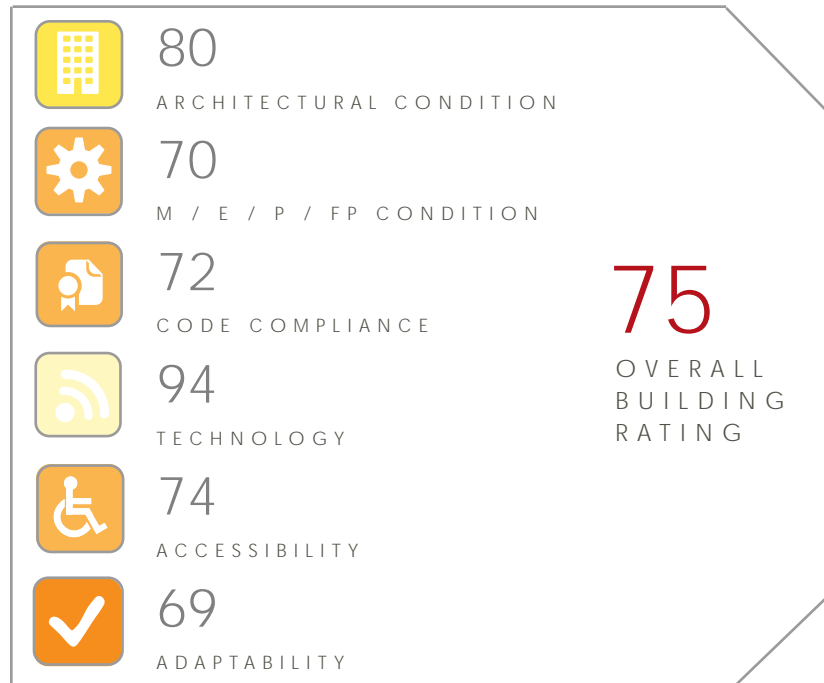 80
ARCHITECTURAL CONDITION
70
M / E / P / FP CONDITION
72
CODE COMPLIANCE
94
TECHNOLOGY
74
ACCESSIBILITY
69
ADAPTABILITY
75
OVERALL
BUILDING
RATING